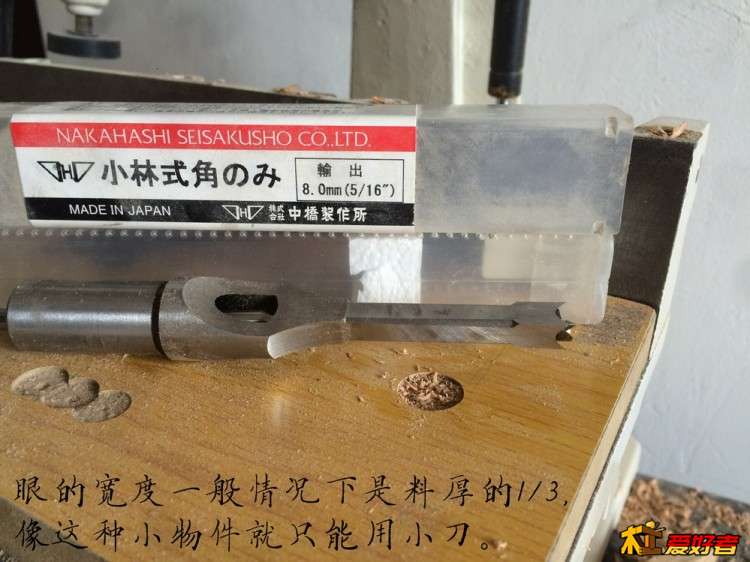 NAKAHASHI SEISAKUSHO CO.,LTD.
小林式角のみ
輸出
8.0mm(5/16")
MADE IN JAPAN
株式会社 中橋製作所
眼的宽度一般情况下是料厚的1/3,
像这种小物件就只能用小刀。
木工爱好者